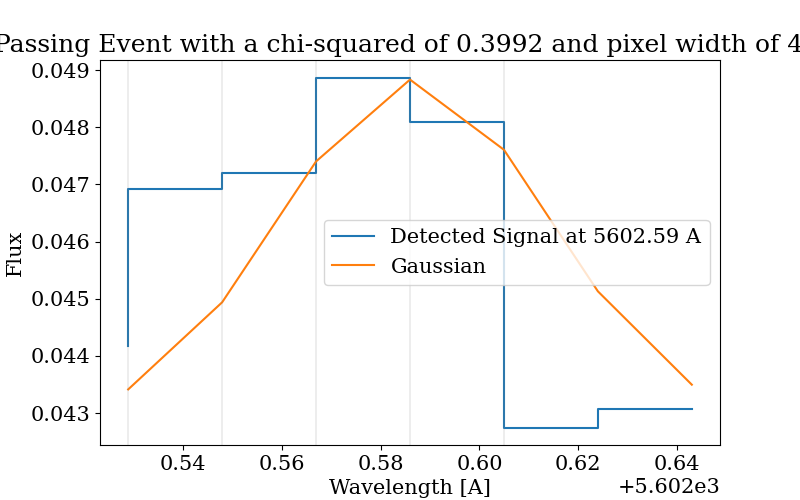 Passing Event with a chi-squared of 0.3992 and pixel width of 4
0.049
0.048
0.047
0.046
0.045
0.044
0.043
Flux
Detected Signal at 5602.59 A
Gaussian
0.54 0.56 0.58 0.60 0.62 0.64
+5.602e3
Wavelength [A]